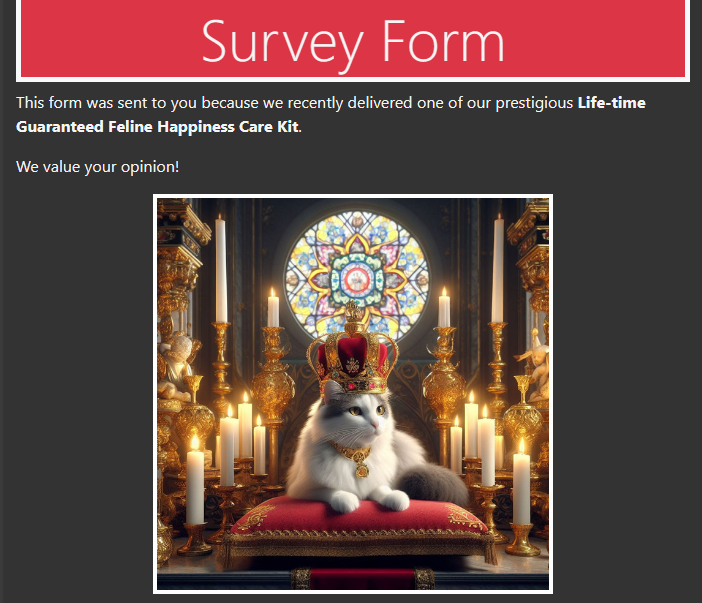 Survey Form
This form was sent to you because we recently delivered one of our prestigious Life-time
Guaranteed Feline Happiness Care Kit.
We value your opinion!